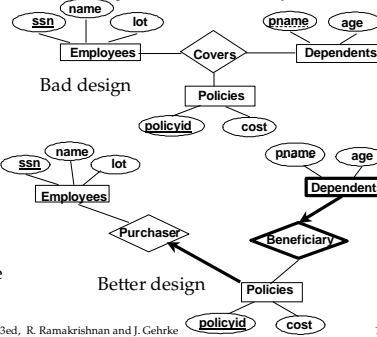 name
ssn lot pname age
Employees Covers Dependents
Bad design
Policies
policyid cost
name pname
ssn lot age
Employees Dependent
Purchaser Beneficiary
e
Better design Policies
policyid cost
3ed, R. Ramakrishnan and J. Gehrke 1